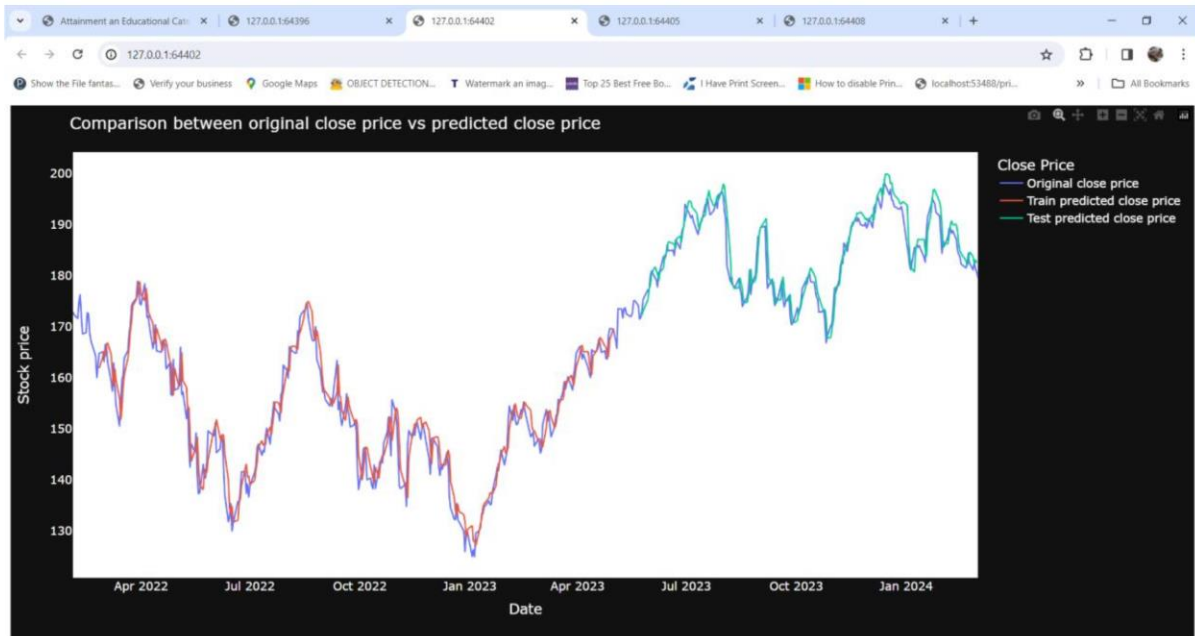 Attainment an Educational Cat
127.0.0.1:64396
127.0.0.1:64402
127.0.0.1:64405
127.0.0.1:64408
127.0.0.1:64402
Show the File fantas...
Verify your business
Google Maps
OBJECT DETECTION...
Watermark an imag...
Top 25 Best Free Bo...
I Have Print Screen...
How to disable Prin...
localhost:53488/pri...
All Bookmarks
Comparison between original close price vs predicted close price
Close Price
Original close price
Train predicted close price
Test predicted close price
Stock price
200
190
180
170
160
150
140
130
Apr 2022
Jul 2022
Oct 2022
Jan 2023
Apr 2023
Jul 2023
Oct 2023
Jan 2024
Date